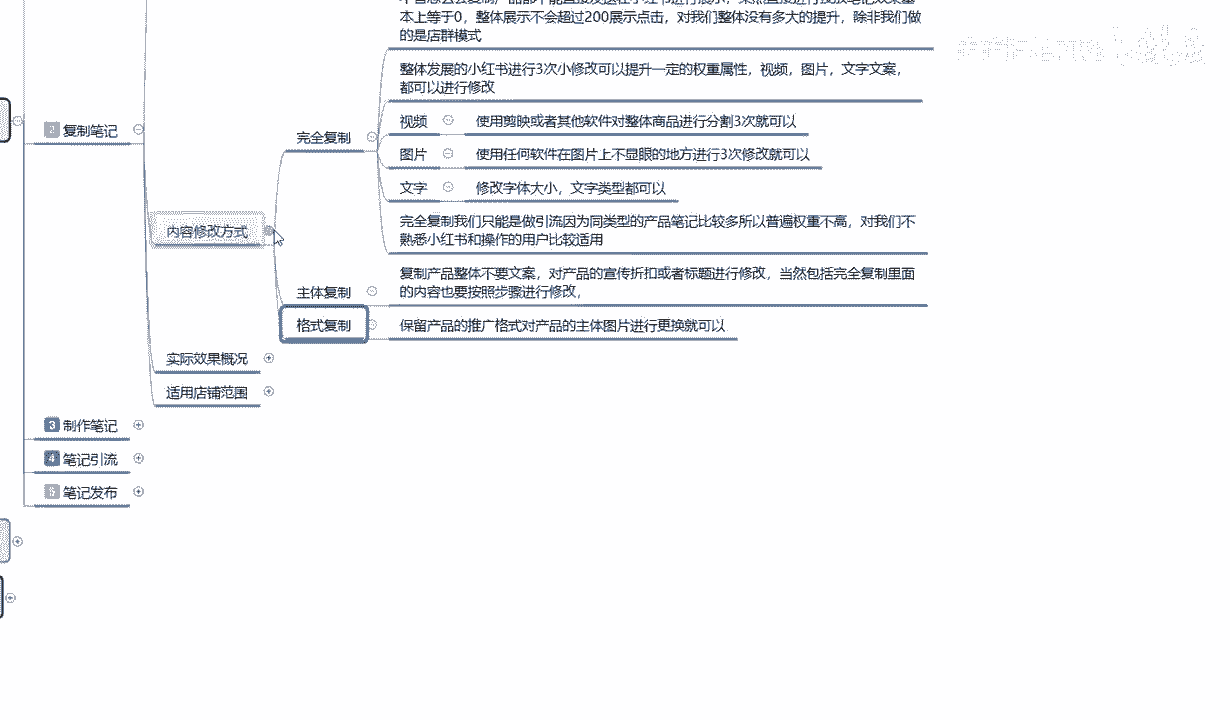 本上等于0，整体展示不会超过200展示点击，对我们整体没有多大的提升，除非我们做
的是店群模式
整体发展的小红书进行3次小修改可以提升一定的权重属性，视频，图片，文字文案，
都可以进行修改
2 复制笔记
完全复制
视频 使用剪映或者其他软件对整体商品进行分割3次就可以
图片 使用任何软件在图片上不显眼的地方进行3次修改就可以
文字 修改字体大小，文字类型都可以
内容修改方式
完全复制我们只能是做引流因为同类型的产品笔记比较多所以普遍权重不高，对我们不
熟悉小红书和操作的用户比较适用
主体复制
复制产品整体不要文案，对产品的宣传折扣或者标题进行修改，当然包括完全复制里面
的内容也要按照步骤进行修改，
格式复制 保留产品的推广格式对产品的主体图片进行更换就可以
实际效果概况
适用店铺范围
3 制作笔记
4 笔记引流
5 笔记发布